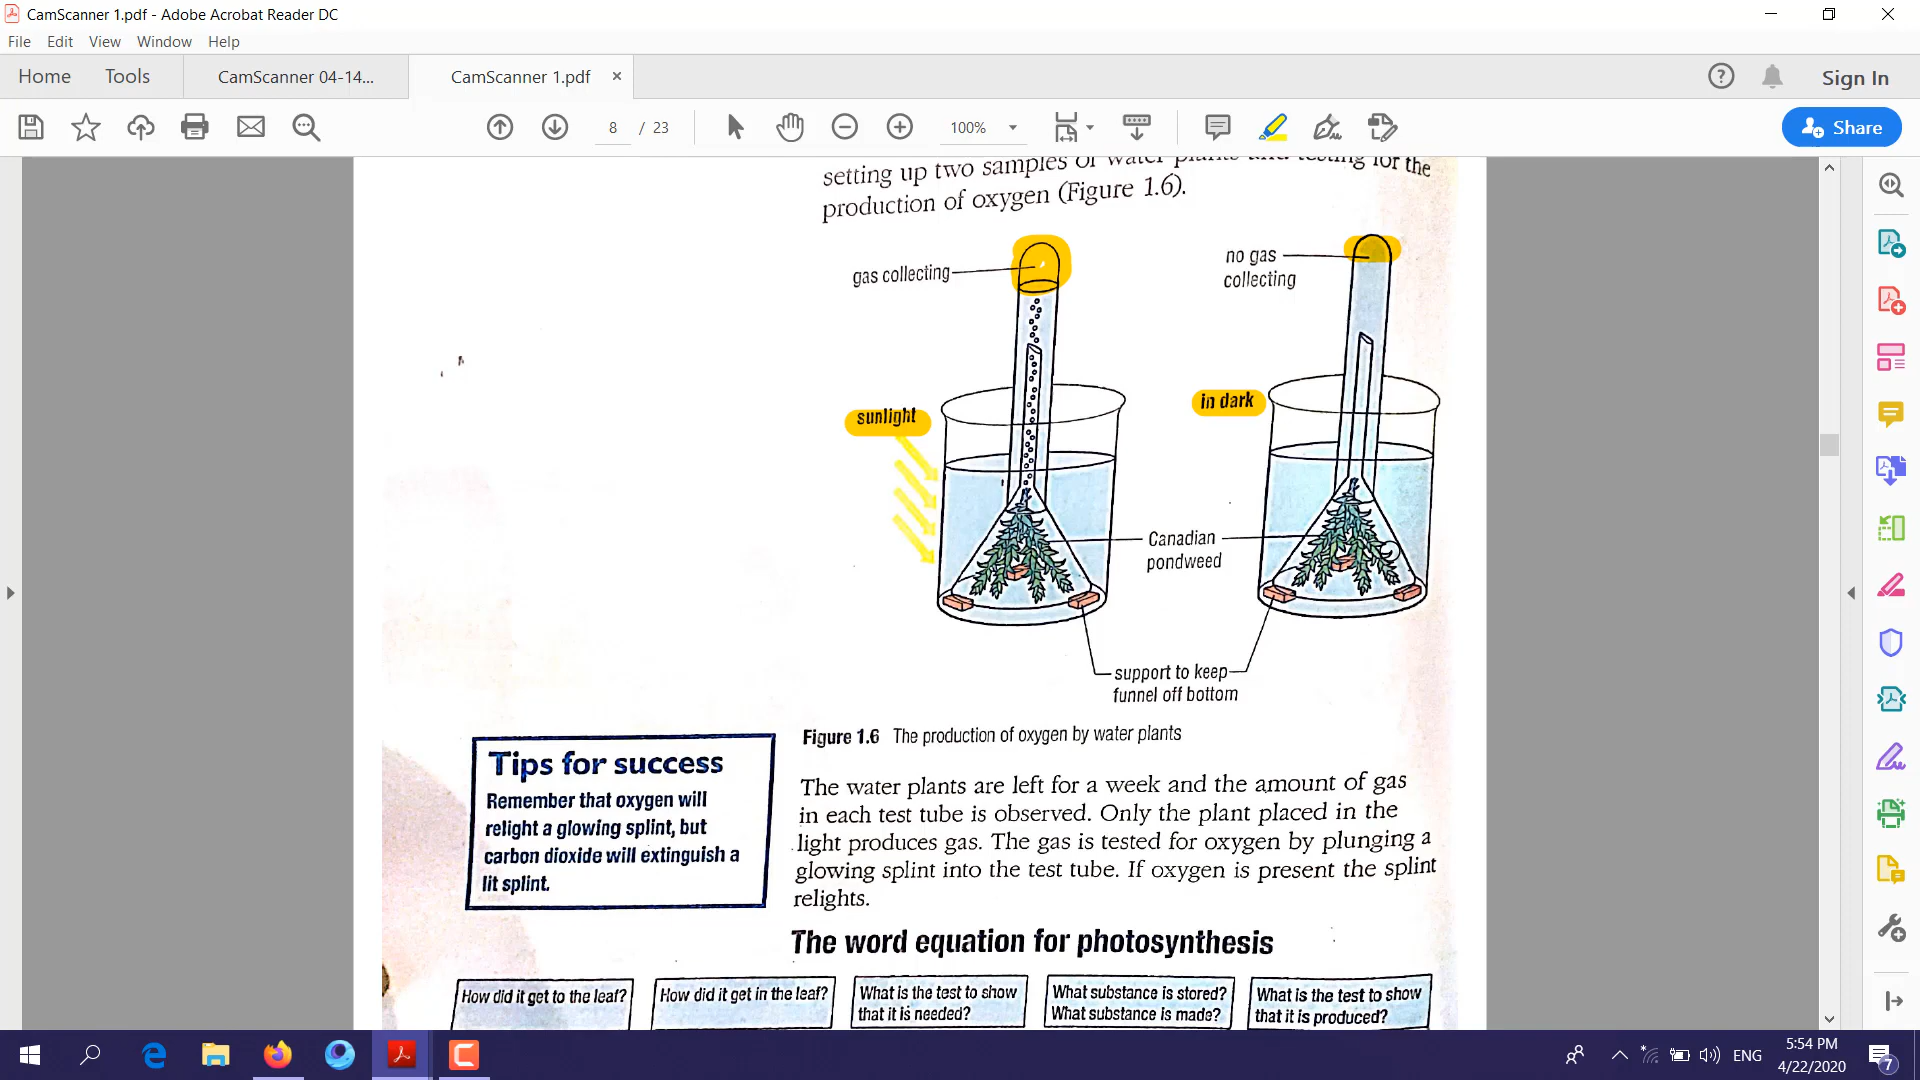 CamScanner 1.pdf - Adobe Acrobat Reader DC
File Edit View Window Help
Home Tools CamScanner 04-14... CamScanner 1.pdf × ? Sign In
8 / 23 100% Share
setting up two samples of water plants and testing for the
production of oxygen (Figure 1.6).
gas collecting
no gas
collecting
sunlight
in dark
Canadian
pondweed
support to keep
funnel off bottom
Figure 1.6 The production of oxygen by water plants
Tips for success
Remember that oxygen will
relight a glowing splint, but
carbon dioxide will extinguish a
lit splint.
The water plants are left for a week and the amount of gas
in each test tube is observed. Only the plant placed in the
light produces gas. The gas is tested for oxygen by plunging a
glowing splint into the test tube. If oxygen is present the splint
relights.
The word equation for photosynthesis
How did it get to the leaf?
How did it get in the leaf?
What is the test to show
that it is needed?
What substance is stored?
What substance is made?
What is the test to show
that it is produced?
ENG
5:54 PM
4/22/2020
7